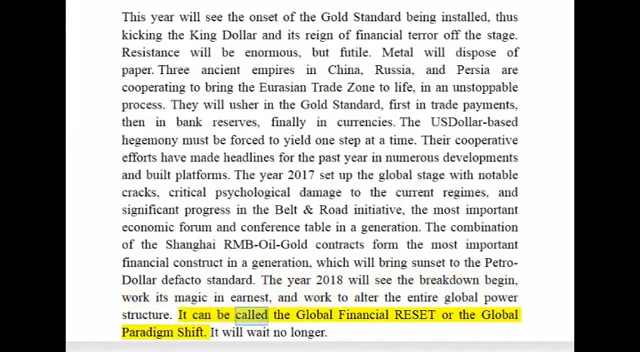 This year will see the onset of the Gold Standard being installed, thus
kicking the King Dollar and its reign of financial terror off the stage.
Resistance will be enormous, but futile. Metal will dispose of
paper. Three ancient empires in China, Russia, and Persia are
cooperating to bring the Eurasian Trade Zone to life, in an unstoppable
process. They will usher in the Gold Standard, first in trade payments,
then in bank reserves, finally in currencies. The USDollar-based
hegemony must be forced to yield one step at a time. Their cooperative
efforts have made headlines for the past year in numerous developments
and built platforms. The year 2017 set up the global stage with notable
cracks, critical psychological damage to the current regimes, and
significant progress in the Belt & Road initiative, the most important
economic forum and conference table in a generation. The combination
of the Shanghai RMB-Oil-Gold contracts form the most important
financial construct in a generation, which will bring sunset to the Petro-
Dollar defacto standard. The year 2018 will see the breakdown begin,
work its magic in earnest, and work to alter the entire global power
structure. It can be called the Global Financial RESET or the Global
Paradigm Shift. It will wait no longer.